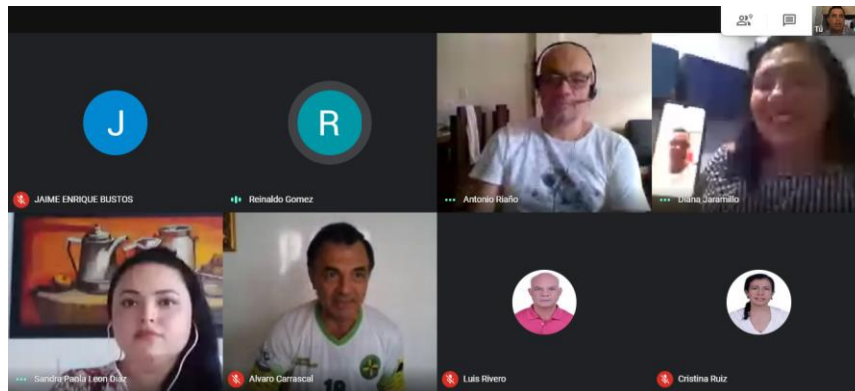 Tú
J
R
JAIME ENRIQUE BUSTOS
Reinaldo Gomez
Antonio Riaño
Diana Jaramillo
Sandra Paola Leon Diaz
Alvaro Carrascal
18
Luis Rivero
Cristina Ruiz